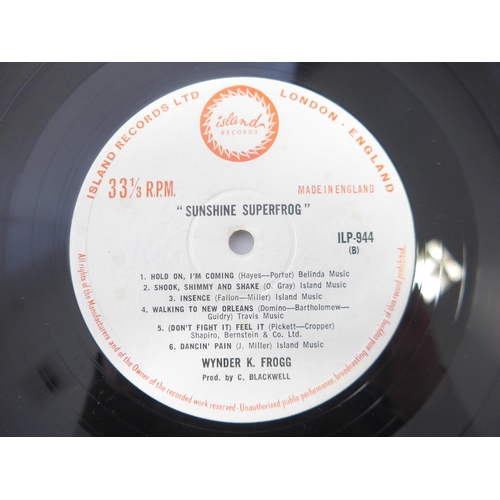 ISLAND RECORDS LTD
LONDON · ENGLAND
island
RECORDS
33⅓ R.P.M.
MADE IN ENGLAND
"SUNSHINE SUPERFROG"
ILP-944
(B)
1. HOLD ON, I'M COMING (Hayes—Porter) Belinda Music
2. SHOOK, SHIMMY AND SHAKE (O. Gray) Island Music
3. INSENCE (Fallon—Miller) Island Music
4. WALKING TO NEW ORLEANS (Domino—Bartholomew—
Guidry) Travis Music
5. (DON'T FIGHT IT) FEEL IT (Pickett—Cropper)
Shapiro, Bernstein & Co. Ltd.
6. DANCIN' PAIN (J. Miller) Island Music
WYNDER K. FROGG
Prod. by C. BLACKWELL
All rights of the Manufacturers and of the Owner of the recorded work reserved · Unauthorised public performance, broadcasting and copying of this record prohibited.